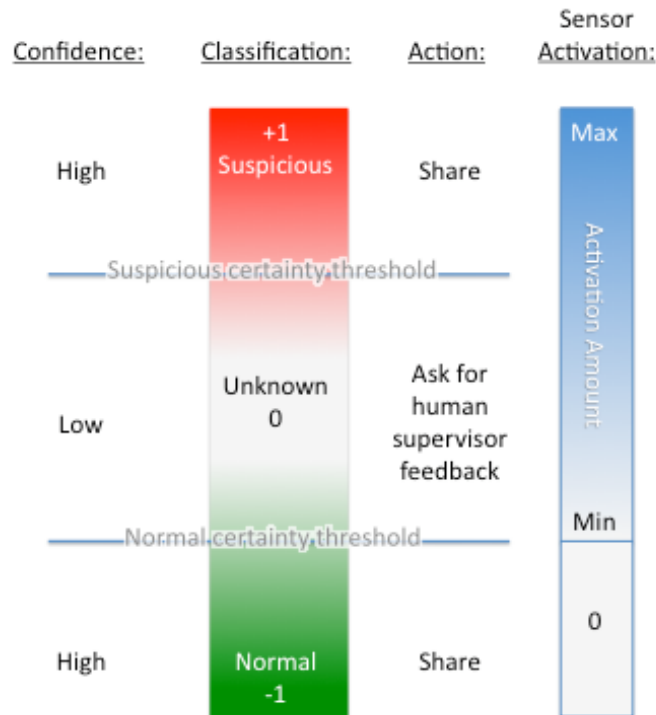 Confidence:
Classification:
Action:
Sensor
Activation:
High
+1
Suspicious
Share
Max
Suspicious certainty threshold
Activation Amount
Low
Unknown
0
Ask for
human
supervisor
feedback
Min
Normal certainty threshold
High
Normal
-1
Share
0